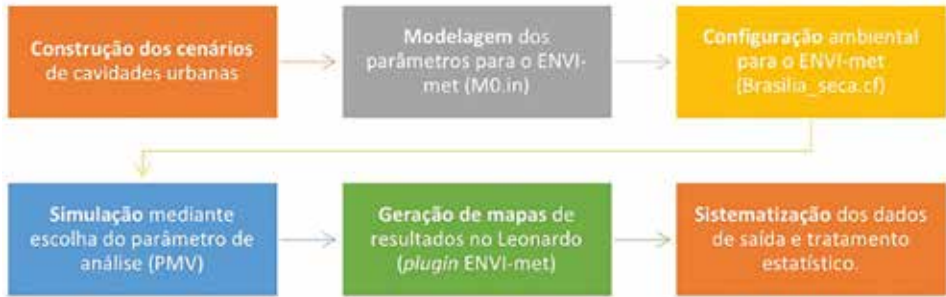 Construção dos cenários
de cavidades urbanas
Modelagem dos
parâmetros para o ENVI-
met (M0.in)
Configuração ambiental
para o ENVI-met
(Brasilia_seca.cf)
Simulação mediante
escolha do parâmetro de
análise (PMV)
Geração de mapas de
resultados no Leonardo
(plugin ENVI-met)
Sistematização dos dados
de saída e tratamento
estatístico.